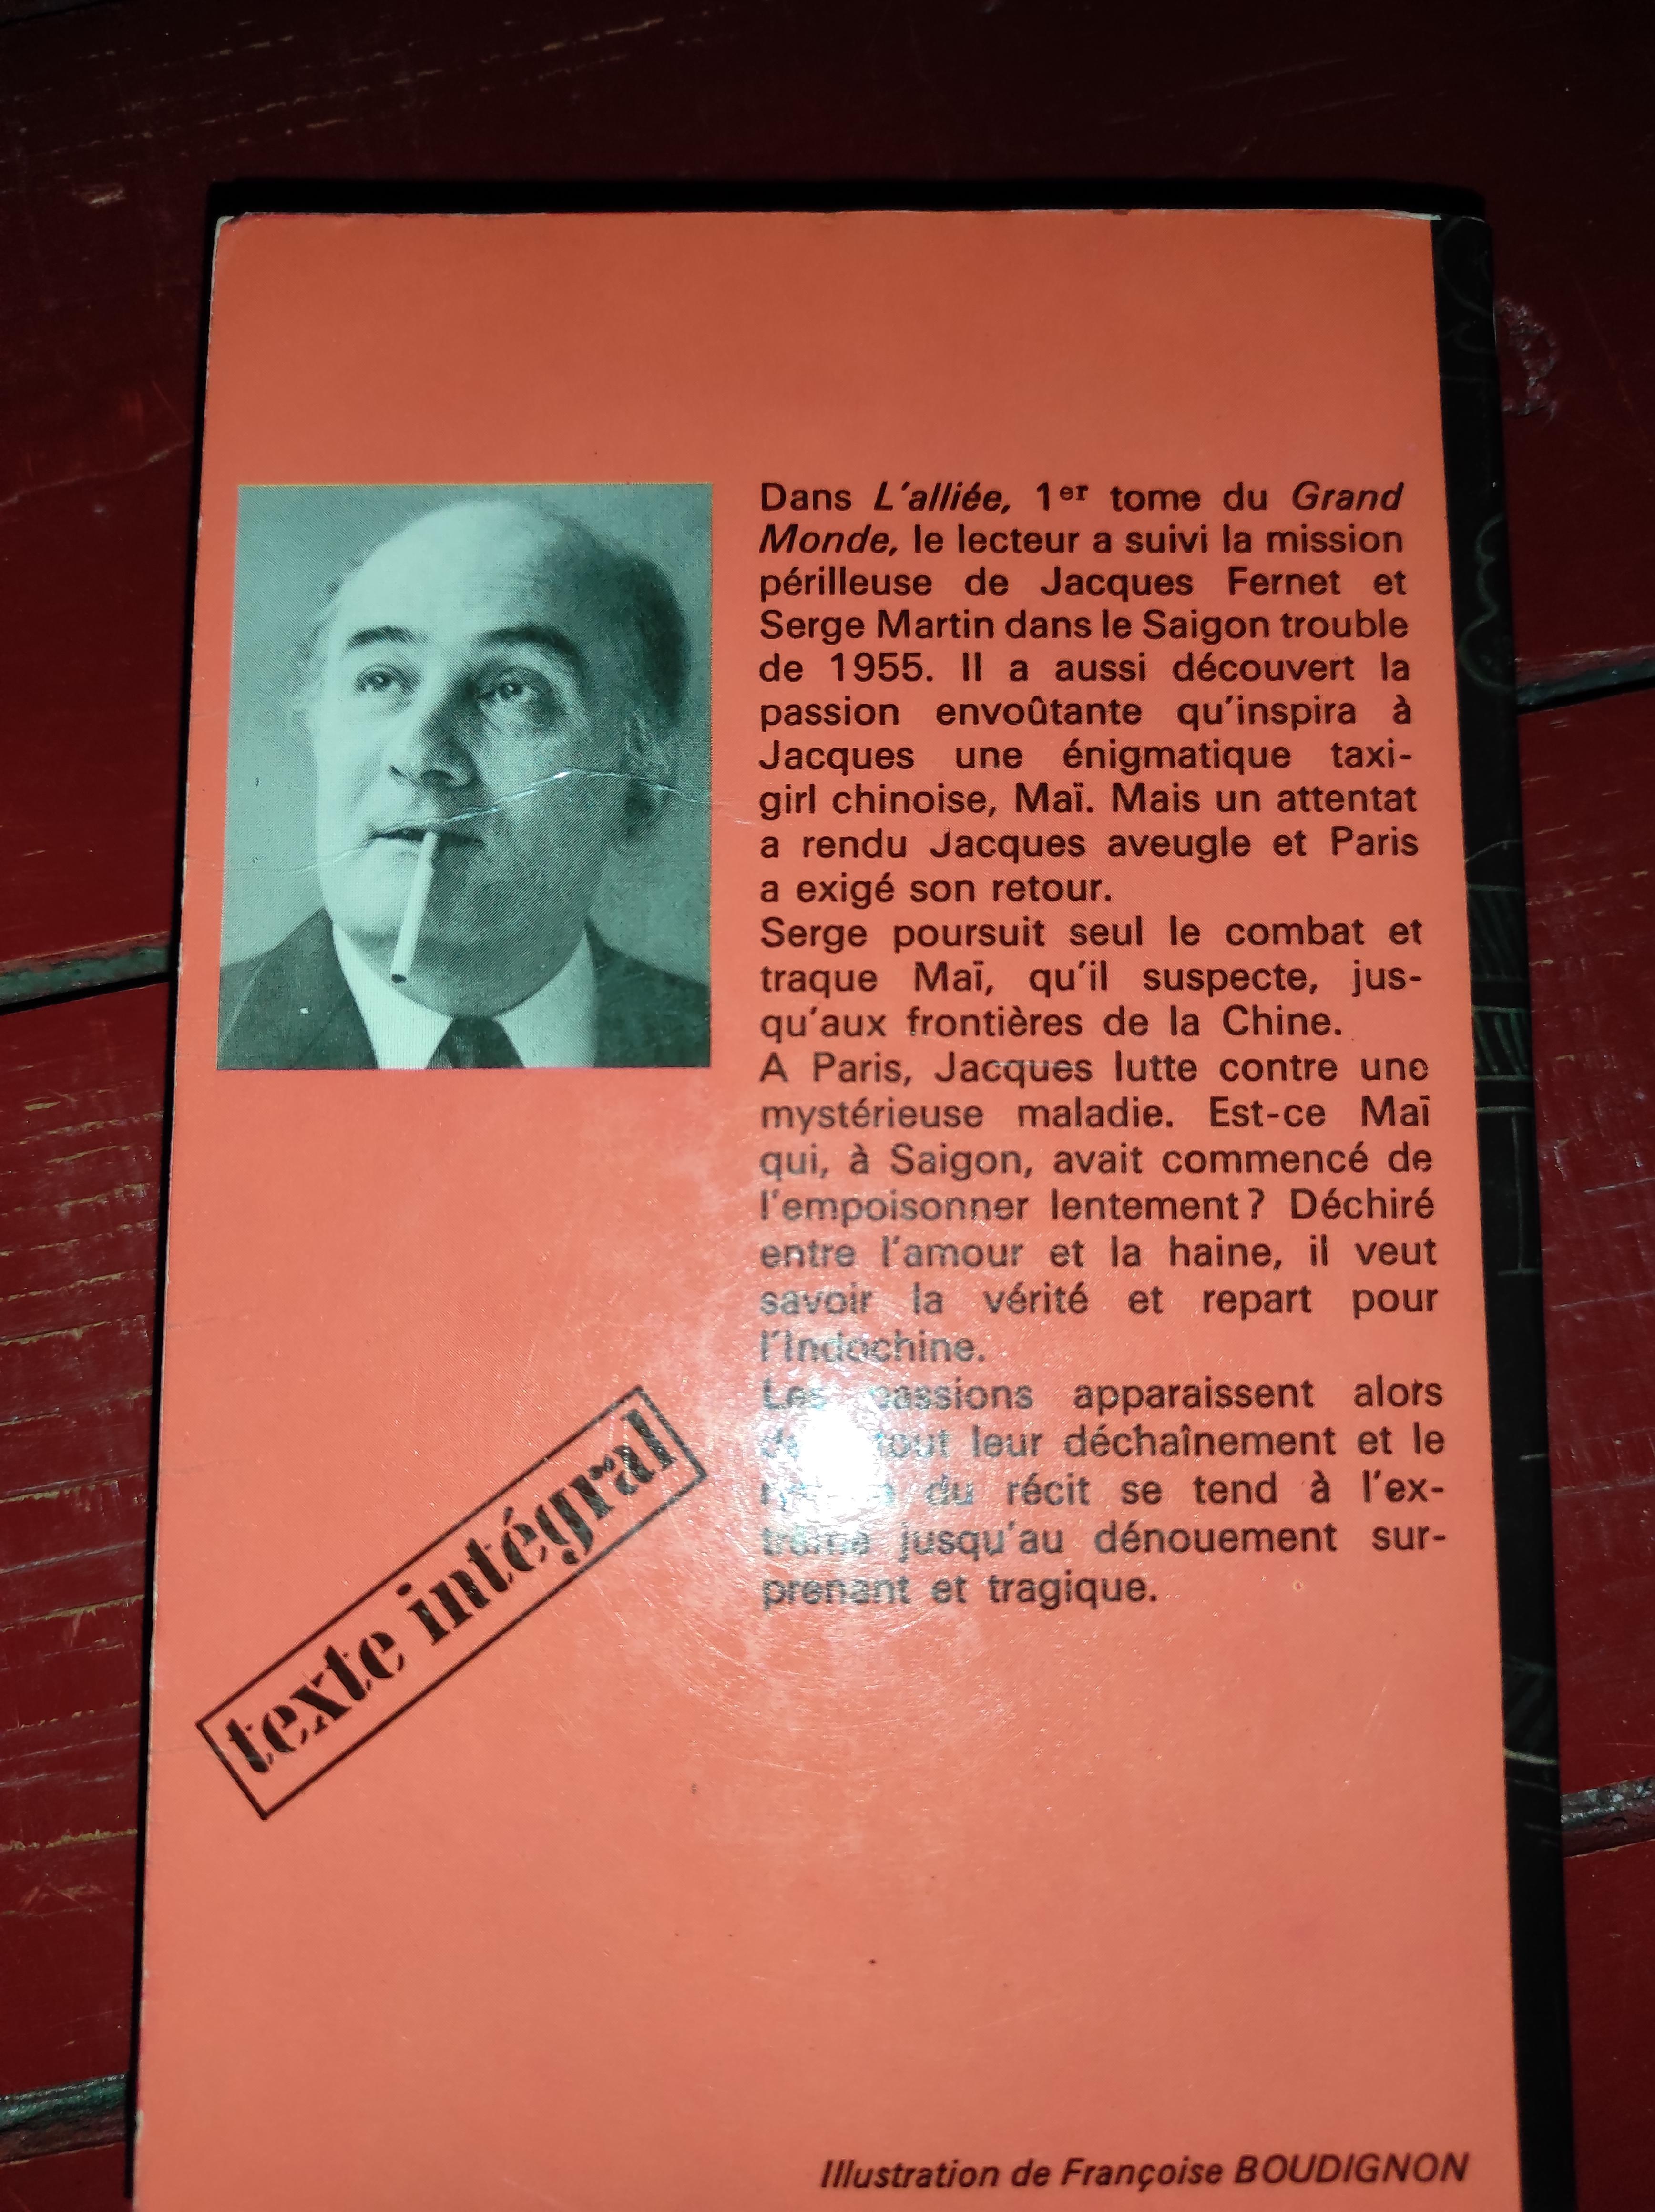 Dans L'alliée, 1er tome du Grand
Monde, le lecteur a suivi la mission
périlleuse de Jacques Fernet et
Serge Martin dans le Saigon trouble
de 1955. Il a aussi découvert la
passion envoûtante qu'inspira à
Jacques une énigmatique taxi-
girl chinoise, Maï. Mais un attentat
a rendu Jacques aveugle et Paris
a exigé son retour.
Serge poursuit seul le combat et
traque Maï, qu'il suspecte, jus-
qu'aux frontières de la Chine.
A Paris, Jacques lutte contre une
mystérieuse maladie. Est-ce Maï
qui, à Saigon, avait commencé de
l'empoisonner lentement? Déchiré
entre l'amour et la haine, il veut
savoir la vérité et repart pour
l'Indochine.
Les passions apparaissent alors
tout leur déchaînement et le
du récit se tend à l'ex-
trême jusqu'au dénouement sur-
prenant et tragique.
texte intégral
Illustration de Françoise BOUDIGNON